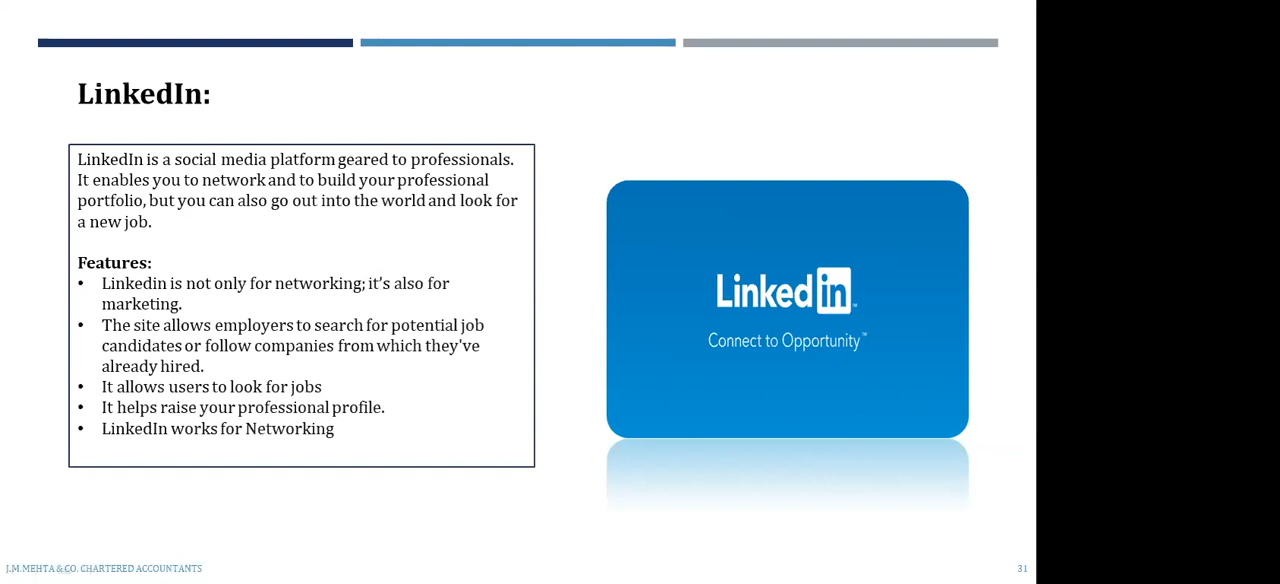 LinkedIn:
LinkedIn is a social media platform geared to professionals.
It enables you to network and to build your professional
portfolio, but you can also go out into the world and look for
a new job.
Features:
• Linkedin is not only for networking; it's also for
marketing.
• The site allows employers to search for potential job
candidates or follow companies from which they've
already hired.
• It allows users to look for jobs
• It helps raise your professional profile.
• LinkedIn works for Networking
Linked in™
Connect to Opportunity™
J.M.MEHTA & CO. CHARTERED ACCOUNTANTS
31